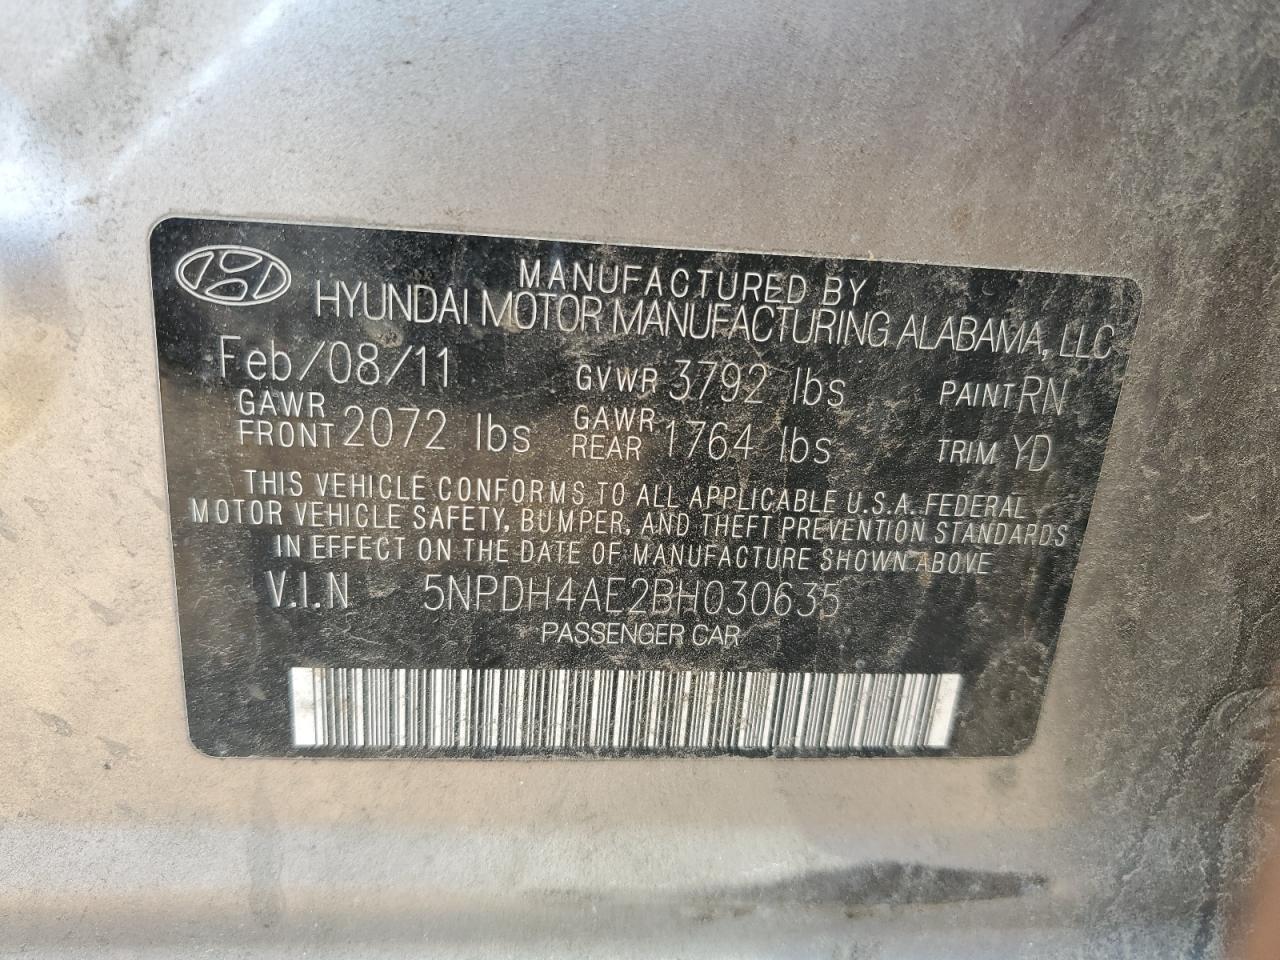 MANUFACTURED BY
HYUNDAI MOTOR MANUFACTURING ALABAMA, LLC
Feb/08/11 GVWR 3792 lbs PAINT RN
GAWR FRONT 2072 lbs GAWR REAR 1764 lbs TRIM YD
THIS VEHICLE CONFORMS TO ALL APPLICABLE U.S.A. FEDERAL
MOTOR VEHICLE SAFETY, BUMPER, AND THEFT PREVENTION STANDARDS
IN EFFECT ON THE DATE OF MANUFACTURE SHOWN ABOVE
V.I.N 5NPDH4AE2BH030635
PASSENGER CAR